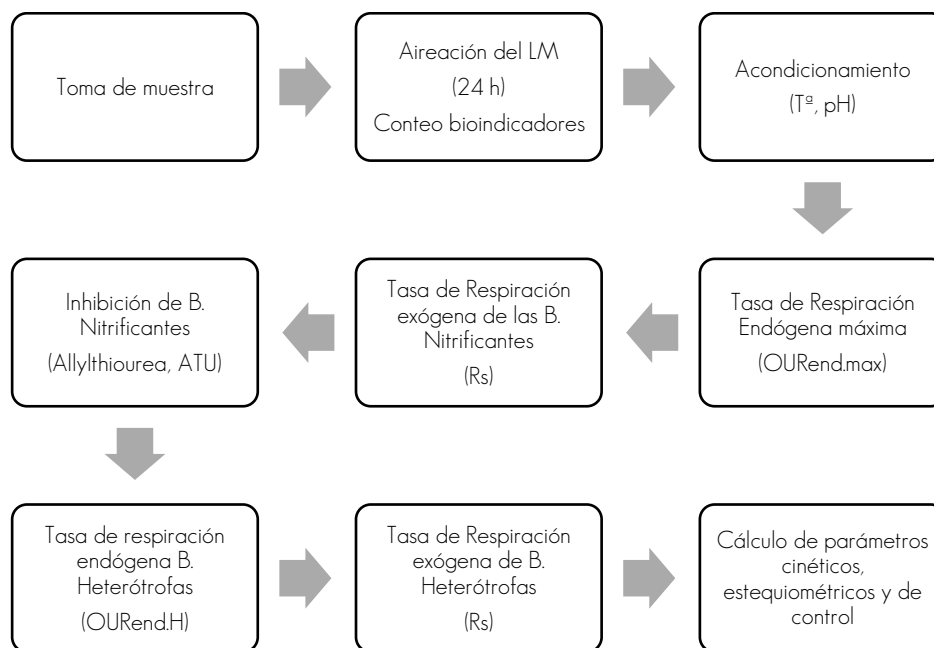 Toma de muestra
Aireación del LM
(24 h)
Conteo bioindicadores
Acondicionamiento
(Tª, pH)
Tasa de Respiración
Endógena máxima
(OURend.max)
Tasa de Respiración
exógena de las B.
Nitrificantes
(Rs)
Inhibición de B.
Nitrificantes
(Allylthiourea, ATU)
Tasa de respiración
endógena B.
Heterótrofas
(OURend.H)
Tasa de Respiración
exógena de B.
Heterótrofas
(Rs)
Cálculo de parámetros
cinéticos,
estequiométricos y de
control